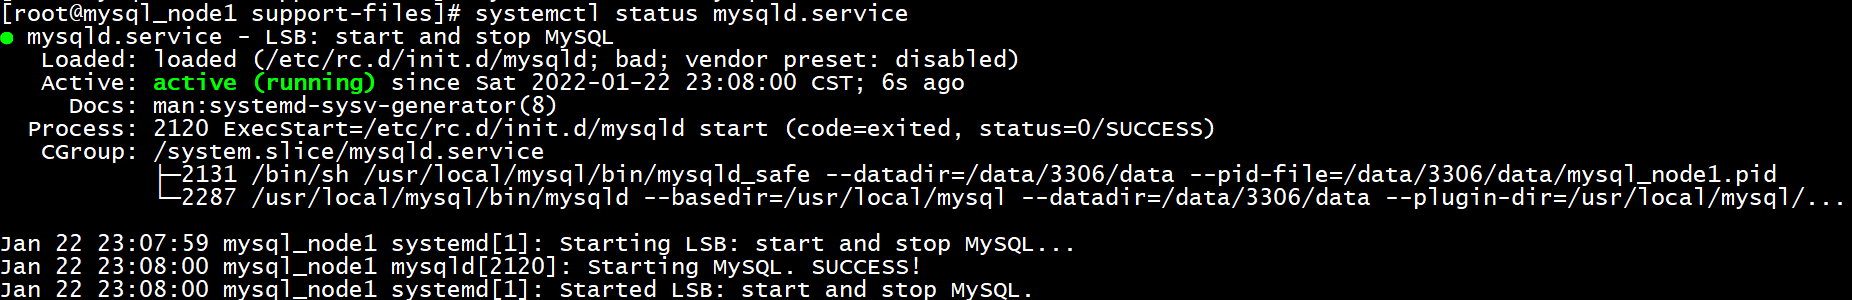 [root@mysql_node1 support-files]# systemctl status mysqld.service
● mysqld.service - LSB: start and stop MySQL
   Loaded: loaded (/etc/rc.d/init.d/mysqld; bad; vendor preset: disabled)
   Active: active (running) since Sat 2022-01-22 23:08:00 CST; 6s ago
     Docs: man:systemd-sysv-generator(8)
  Process: 2120 ExecStart=/etc/rc.d/init.d/mysqld start (code=exited, status=0/SUCCESS)
   CGroup: /system.slice/mysqld.service
           ├─2131 /bin/sh /usr/local/mysql/bin/mysqld_safe --datadir=/data/3306/data --pid-file=/data/3306/data/mysql_node1.pid
           └─2287 /usr/local/mysql/bin/mysqld --basedir=/usr/local/mysql --datadir=/data/3306/data --plugin-dir=/usr/local/mysql/...
Jan 22 23:07:59 mysql_node1 systemd[1]: Starting LSB: start and stop MySQL...
Jan 22 23:08:00 mysql_node1 mysqld[2120]: Starting MySQL. SUCCESS!
Jan 22 23:08:00 mysql_node1 systemd[1]: Started LSB: start and stop MySQL.